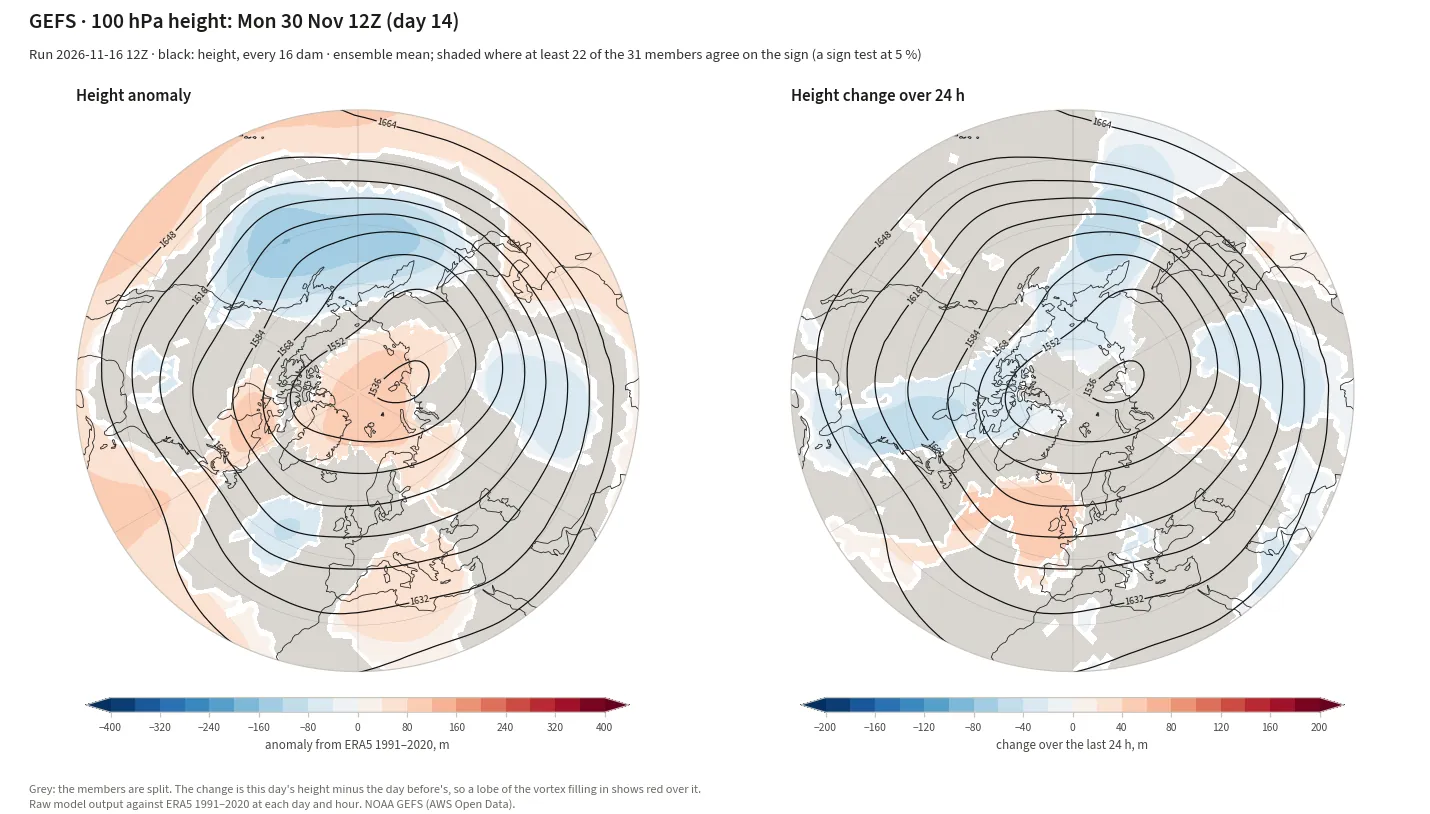 GEFS · 100 hPa height: Mon 30 Nov 12Z (day 14)
Run 2026-11-16 12Z · black: height, every 16 dam · ensemble mean; shaded where at least 22 of the 31 members agree on the sign (a sign test at 5 %)
Height anomaly
Height change over 24 h
1664
1648
1616
1584
1568
1552
1536
1632
1664
1648
1616
1584
1568
1552
1536
1632
−400 −320 −240 −160 −80 0 80 160 240 320 400
anomaly from ERA5 1991–2020, m
−200 −160 −120 −80 −40 0 40 80 120 160 200
change over the last 24 h, m
Grey: the members are split. The change is this day's height minus the day before's, so a lobe of the vortex filling in shows red over it.
Raw model output against ERA5 1991–2020 at each day and hour. NOAA GEFS (AWS Open Data).